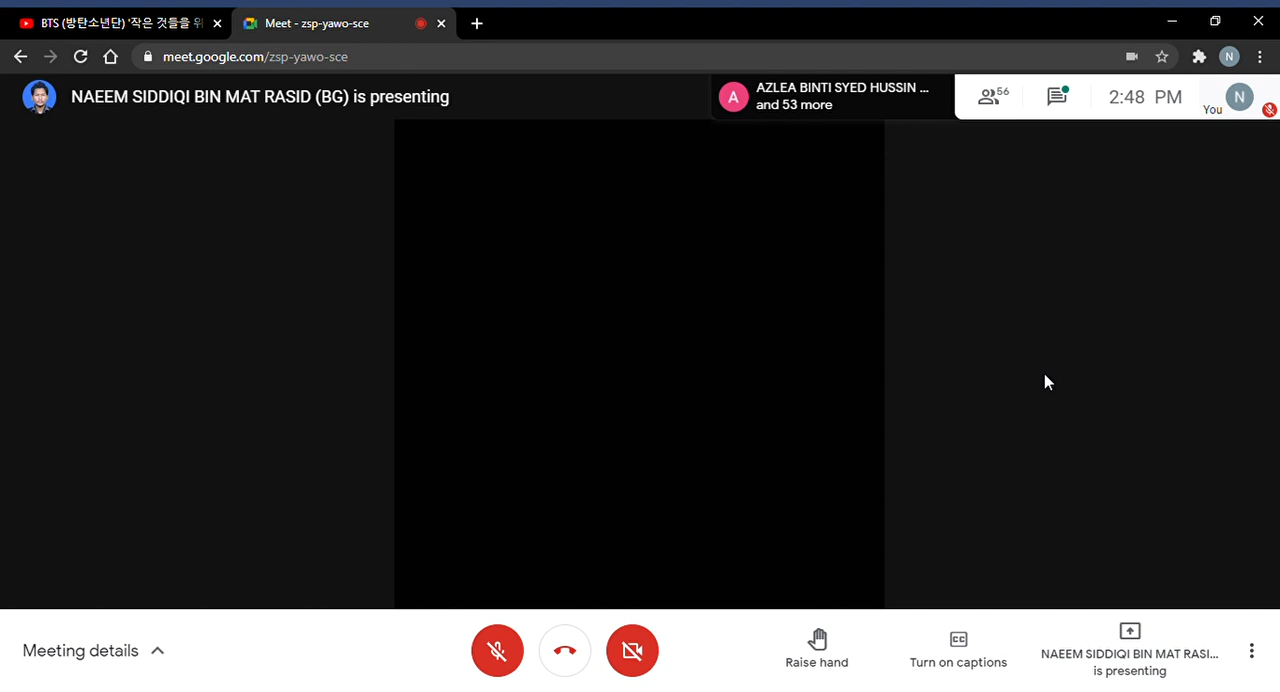 BTS (방탄소년단) '작은 것들을 위
Meet - zsp-yawo-sce
meet.google.com/zsp-yawo-sce
N
NAEEM SIDDIQI BIN MAT RASID (BG) is presenting
A
AZLEA BINTI SYED HUSSIN ...
and 53 more
56
2:48 PM
You
N
Meeting details
Raise hand
CC
Turn on captions
NAEEM SIDDIQI BIN MAT RASI...
is presenting